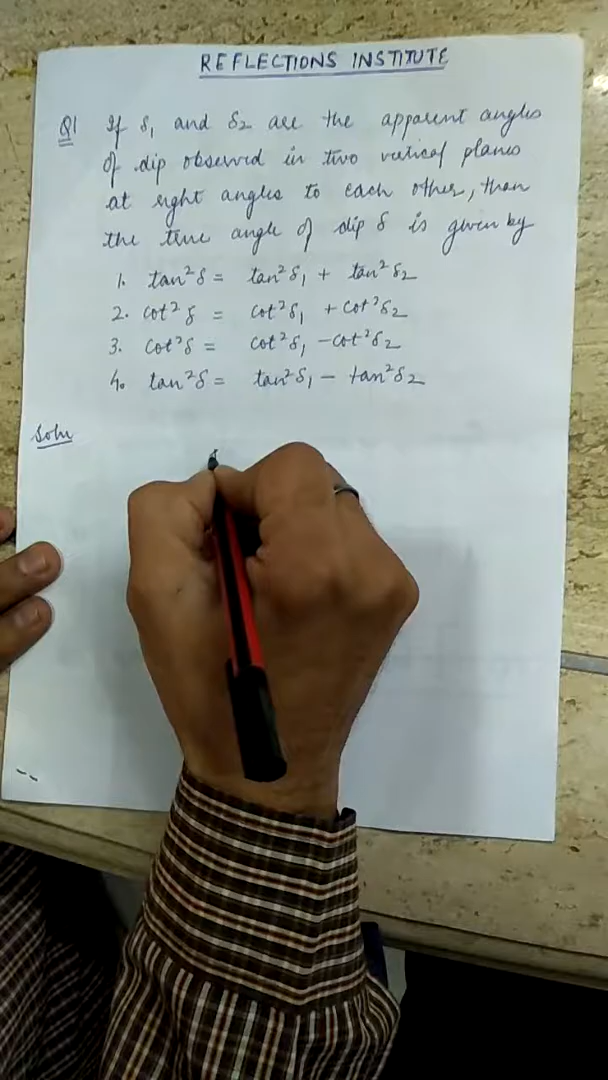 REFLECTIONS INSTITUTE
Q1 If δ₁ and δ₂ are the apparent angles
of dip observed in two vertical planes
at right angles to each other, then
the true angle of dip δ is given by
1. tan²δ = tan²δ₁ + tan²δ₂
2. cot²δ = cot²δ₁ + cot²δ₂
3. cot²δ = cot²δ₁ - cot²δ₂
4. tan²δ = tan²δ₁ - tan²δ₂
Soln